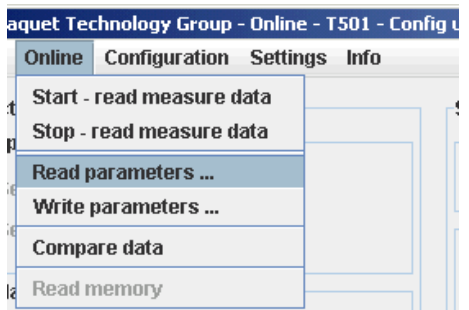 aquet Technology Group - Online - T501 - Config
Online Configuration Settings Info
Start - read measure data
Stop - read measure data
Read parameters ...
Write parameters ...
Compare data
Read memory